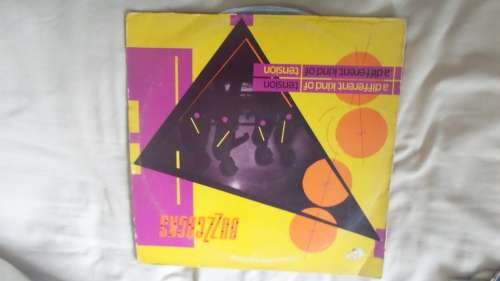 BUZZCOCKS
a different kind of
tension
a different kind of
tension